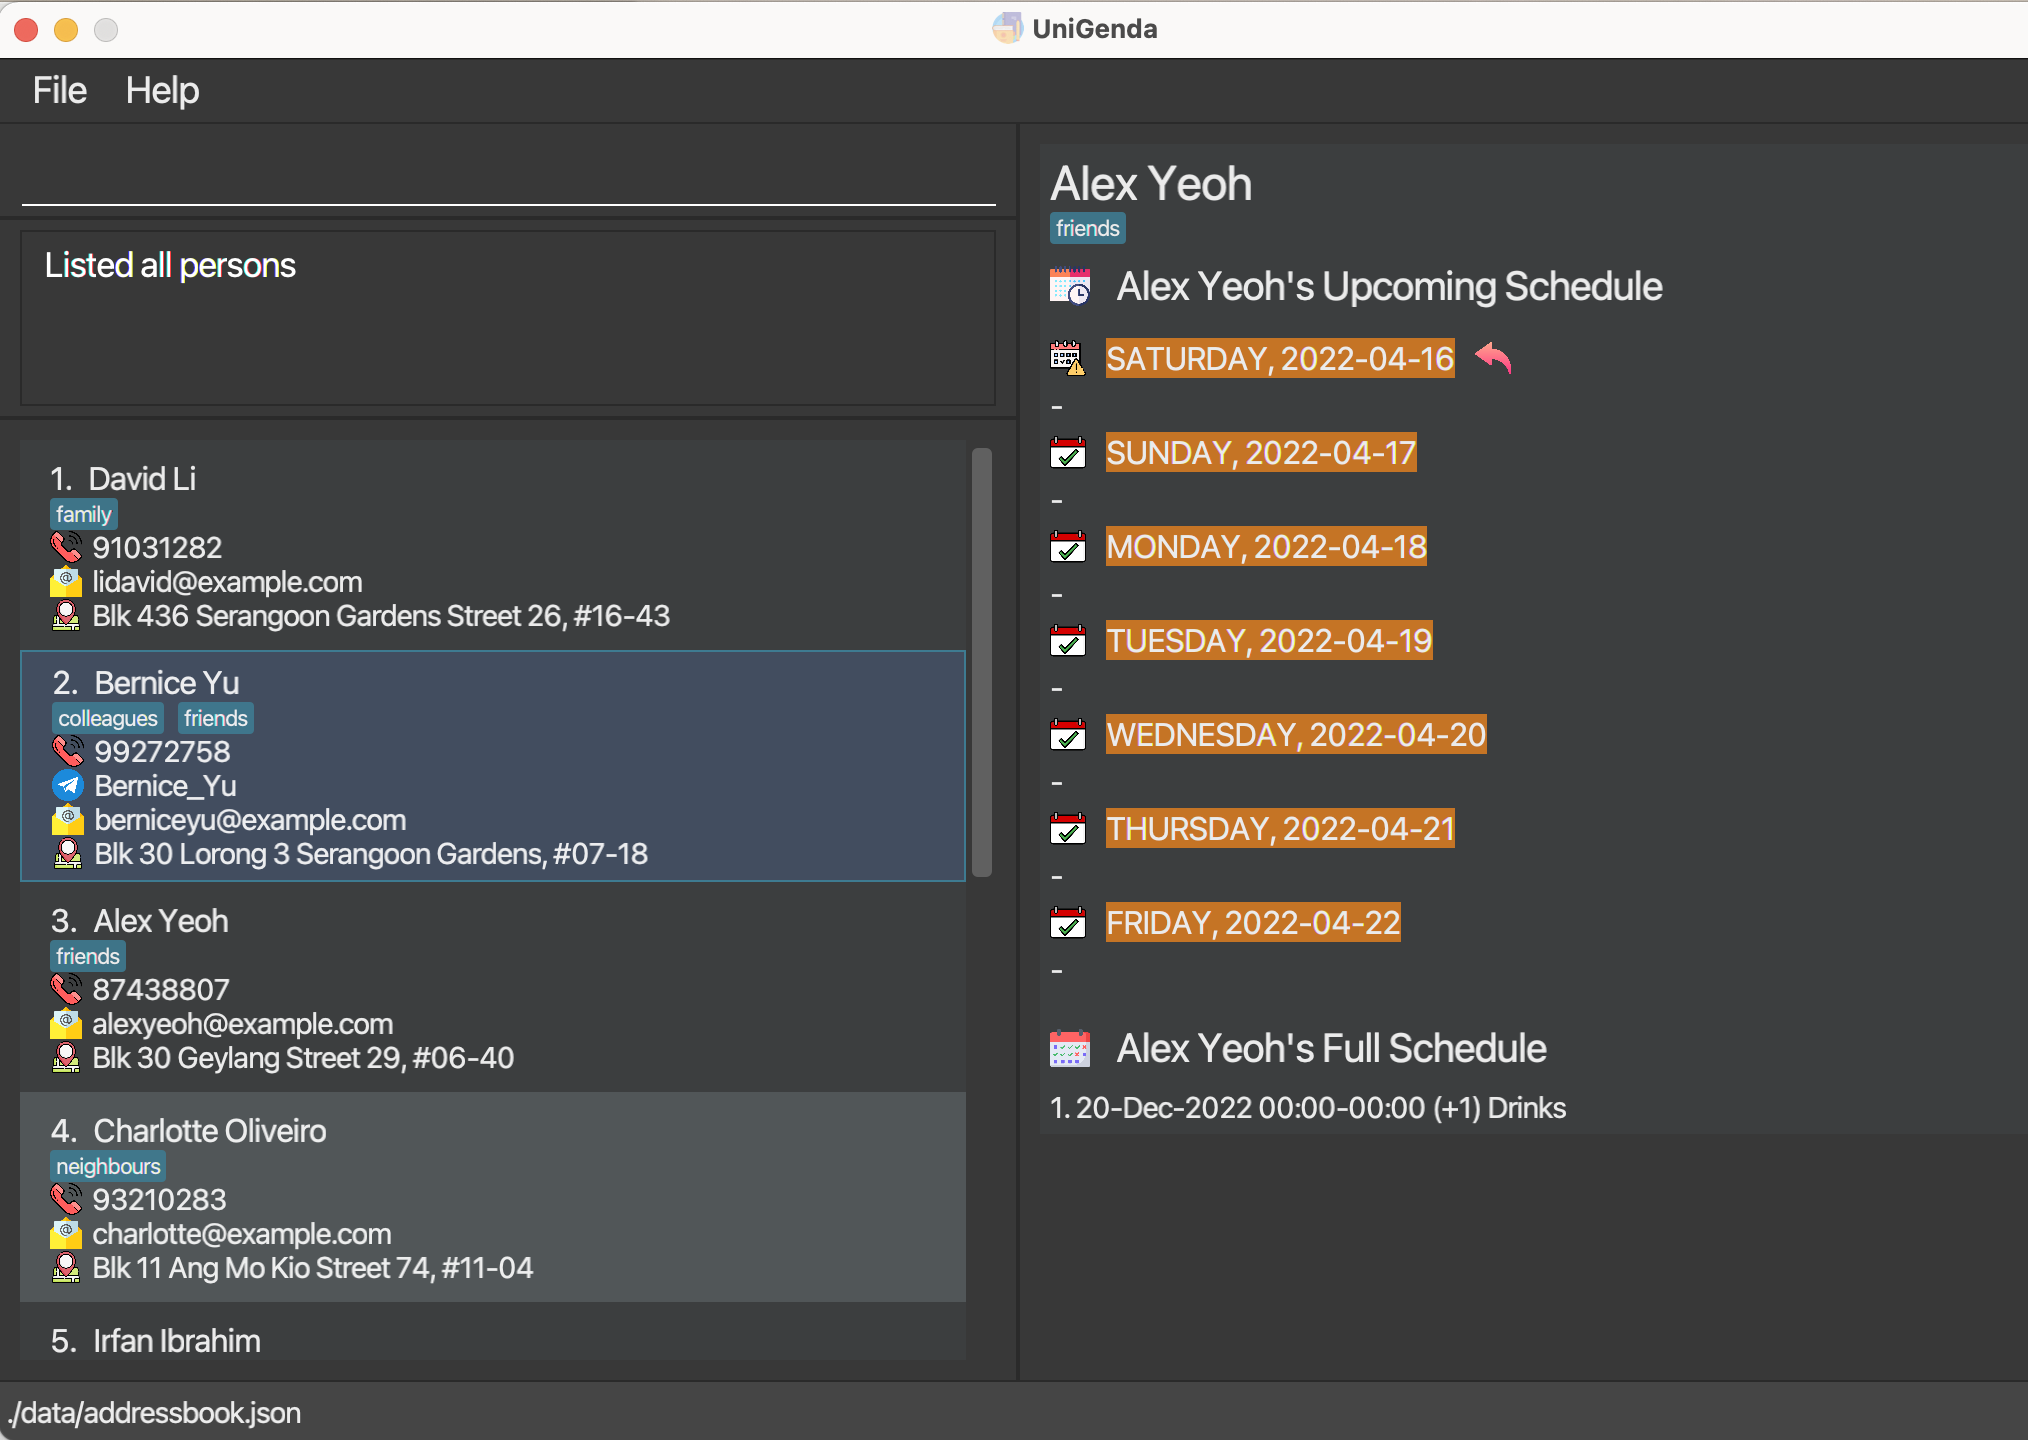 UniGenda
File Help
Listed all persons
1. David Li
family
91031282
lidavid@example.com
Blk 436 Serangoon Gardens Street 26, #16-43
2. Bernice Yu
colleagues friends
99272758
Bernice_Yu
berniceyu@example.com
Blk 30 Lorong 3 Serangoon Gardens, #07-18
3. Alex Yeoh
friends
87438807
alexyeoh@example.com
Blk 30 Geylang Street 29, #06-40
4. Charlotte Oliveiro
neighbours
93210283
charlotte@example.com
Blk 11 Ang Mo Kio Street 74, #11-04
5. Irfan Ibrahim
Alex Yeoh
friends
Alex Yeoh's Upcoming Schedule
SATURDAY, 2022-04-16
-
SUNDAY, 2022-04-17
-
MONDAY, 2022-04-18
-
TUESDAY, 2022-04-19
-
WEDNESDAY, 2022-04-20
-
THURSDAY, 2022-04-21
-
FRIDAY, 2022-04-22
-
Alex Yeoh's Full Schedule
1. 20-Dec-2022 00:00-00:00 (+1) Drinks
./data/addressbook.json